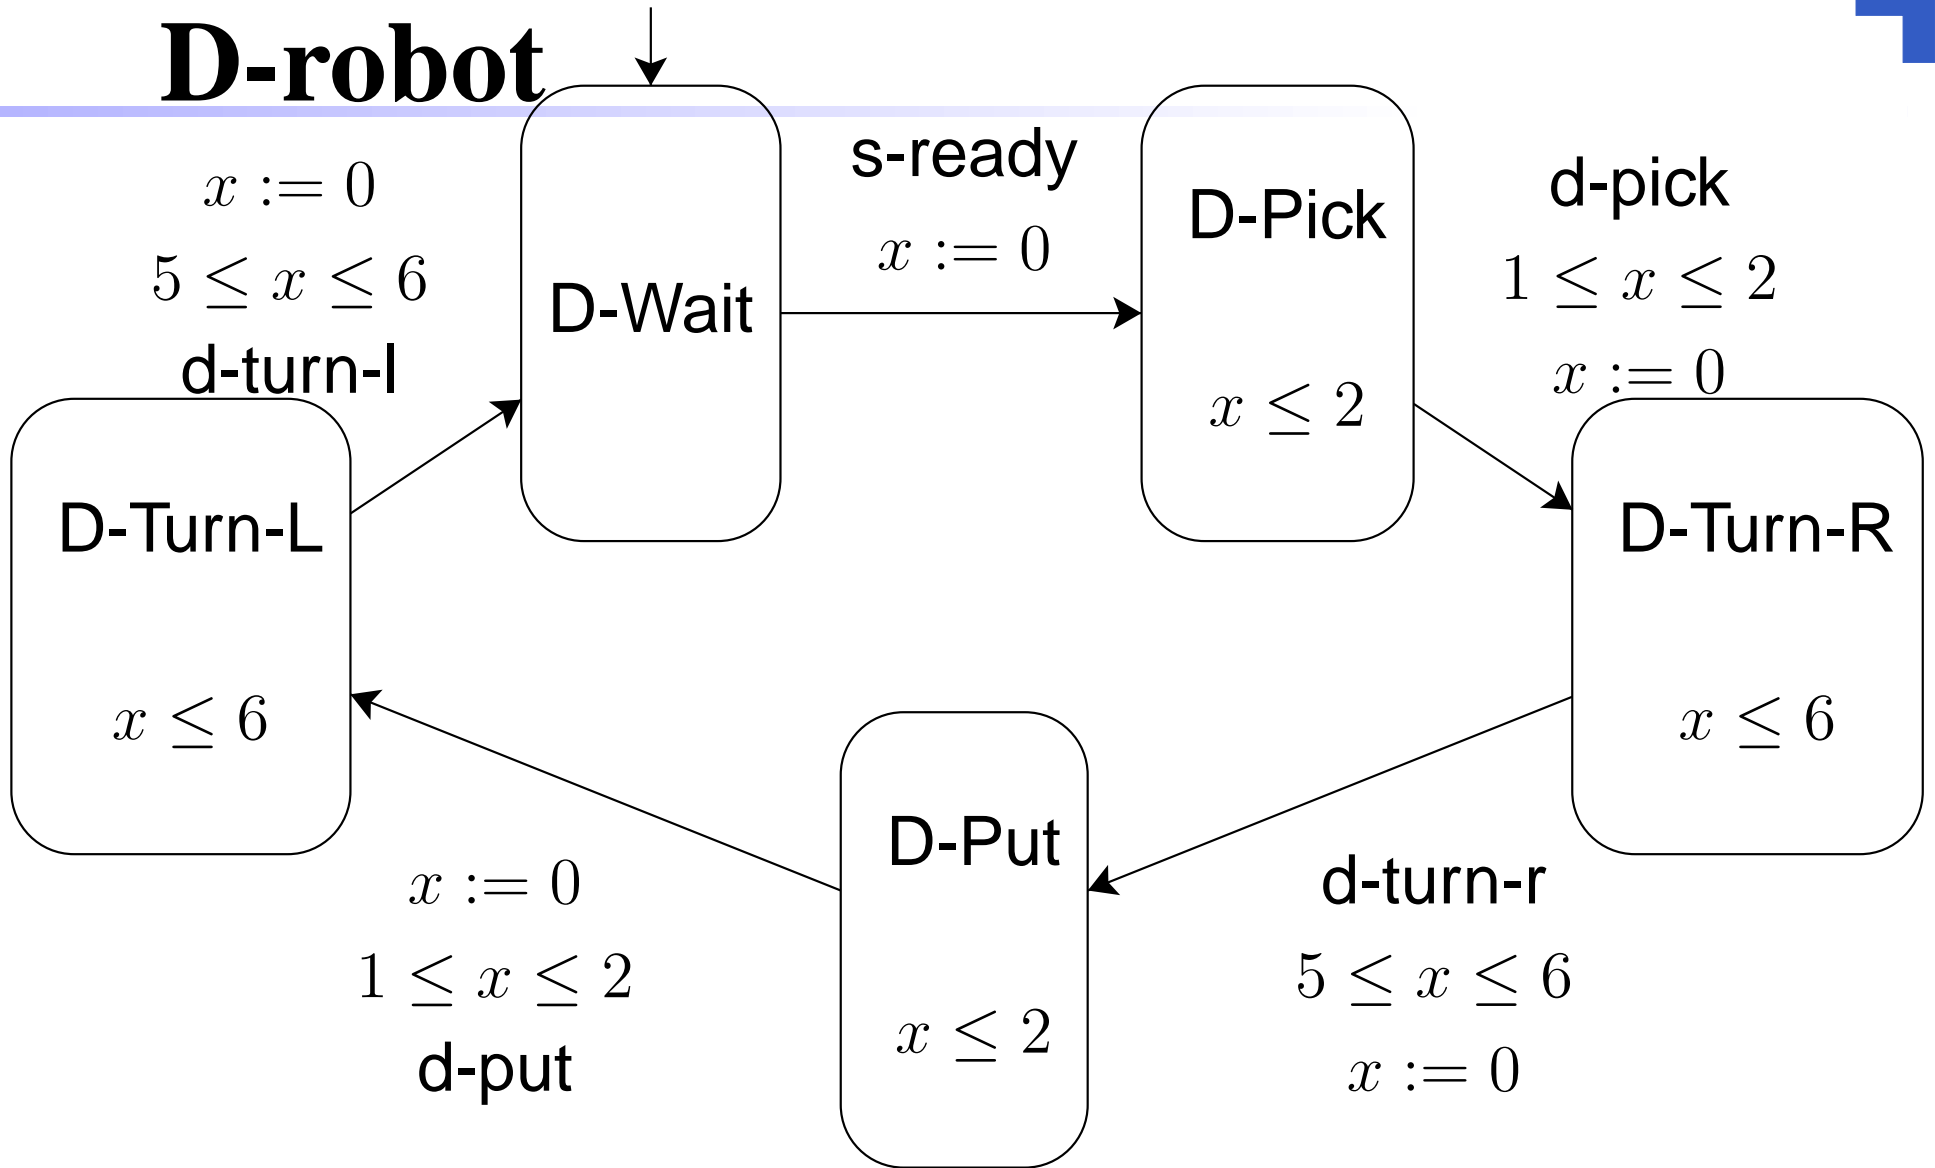 D-robot
x := 0
5 ≤ x ≤ 6
d-turn-l
D-Wait
s-ready
x := 0
D-Pick
x ≤ 2
d-pick
1 ≤ x ≤ 2
x := 0
D-Turn-L
x ≤ 6
D-Turn-R
x ≤ 6
x := 0
1 ≤ x ≤ 2
d-put
D-Put
x ≤ 2
d-turn-r
5 ≤ x ≤ 6
x := 0